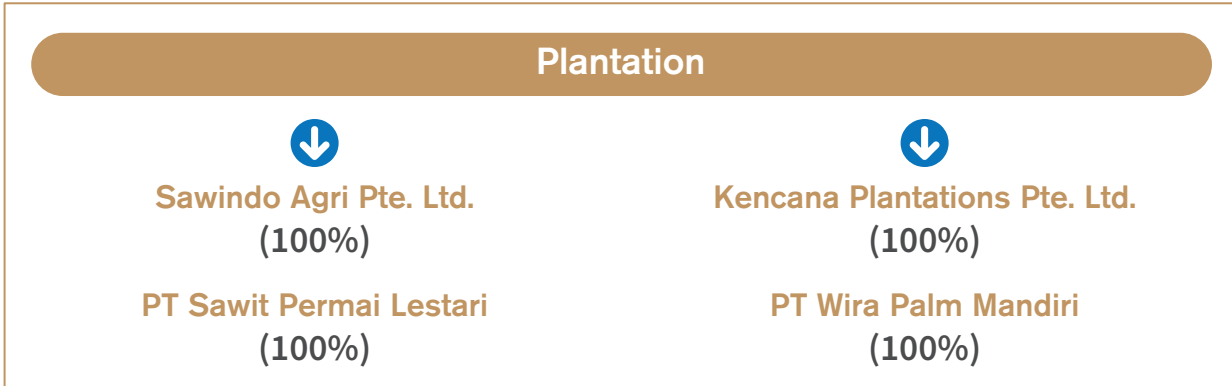 Plantation
Sawindo Agri Pte. Ltd.
(100%)
PT Sawit Permai Lestari
(100%)
Kencana Plantations Pte. Ltd.
(100%)
PT Wira Palm Mandiri
(100%)